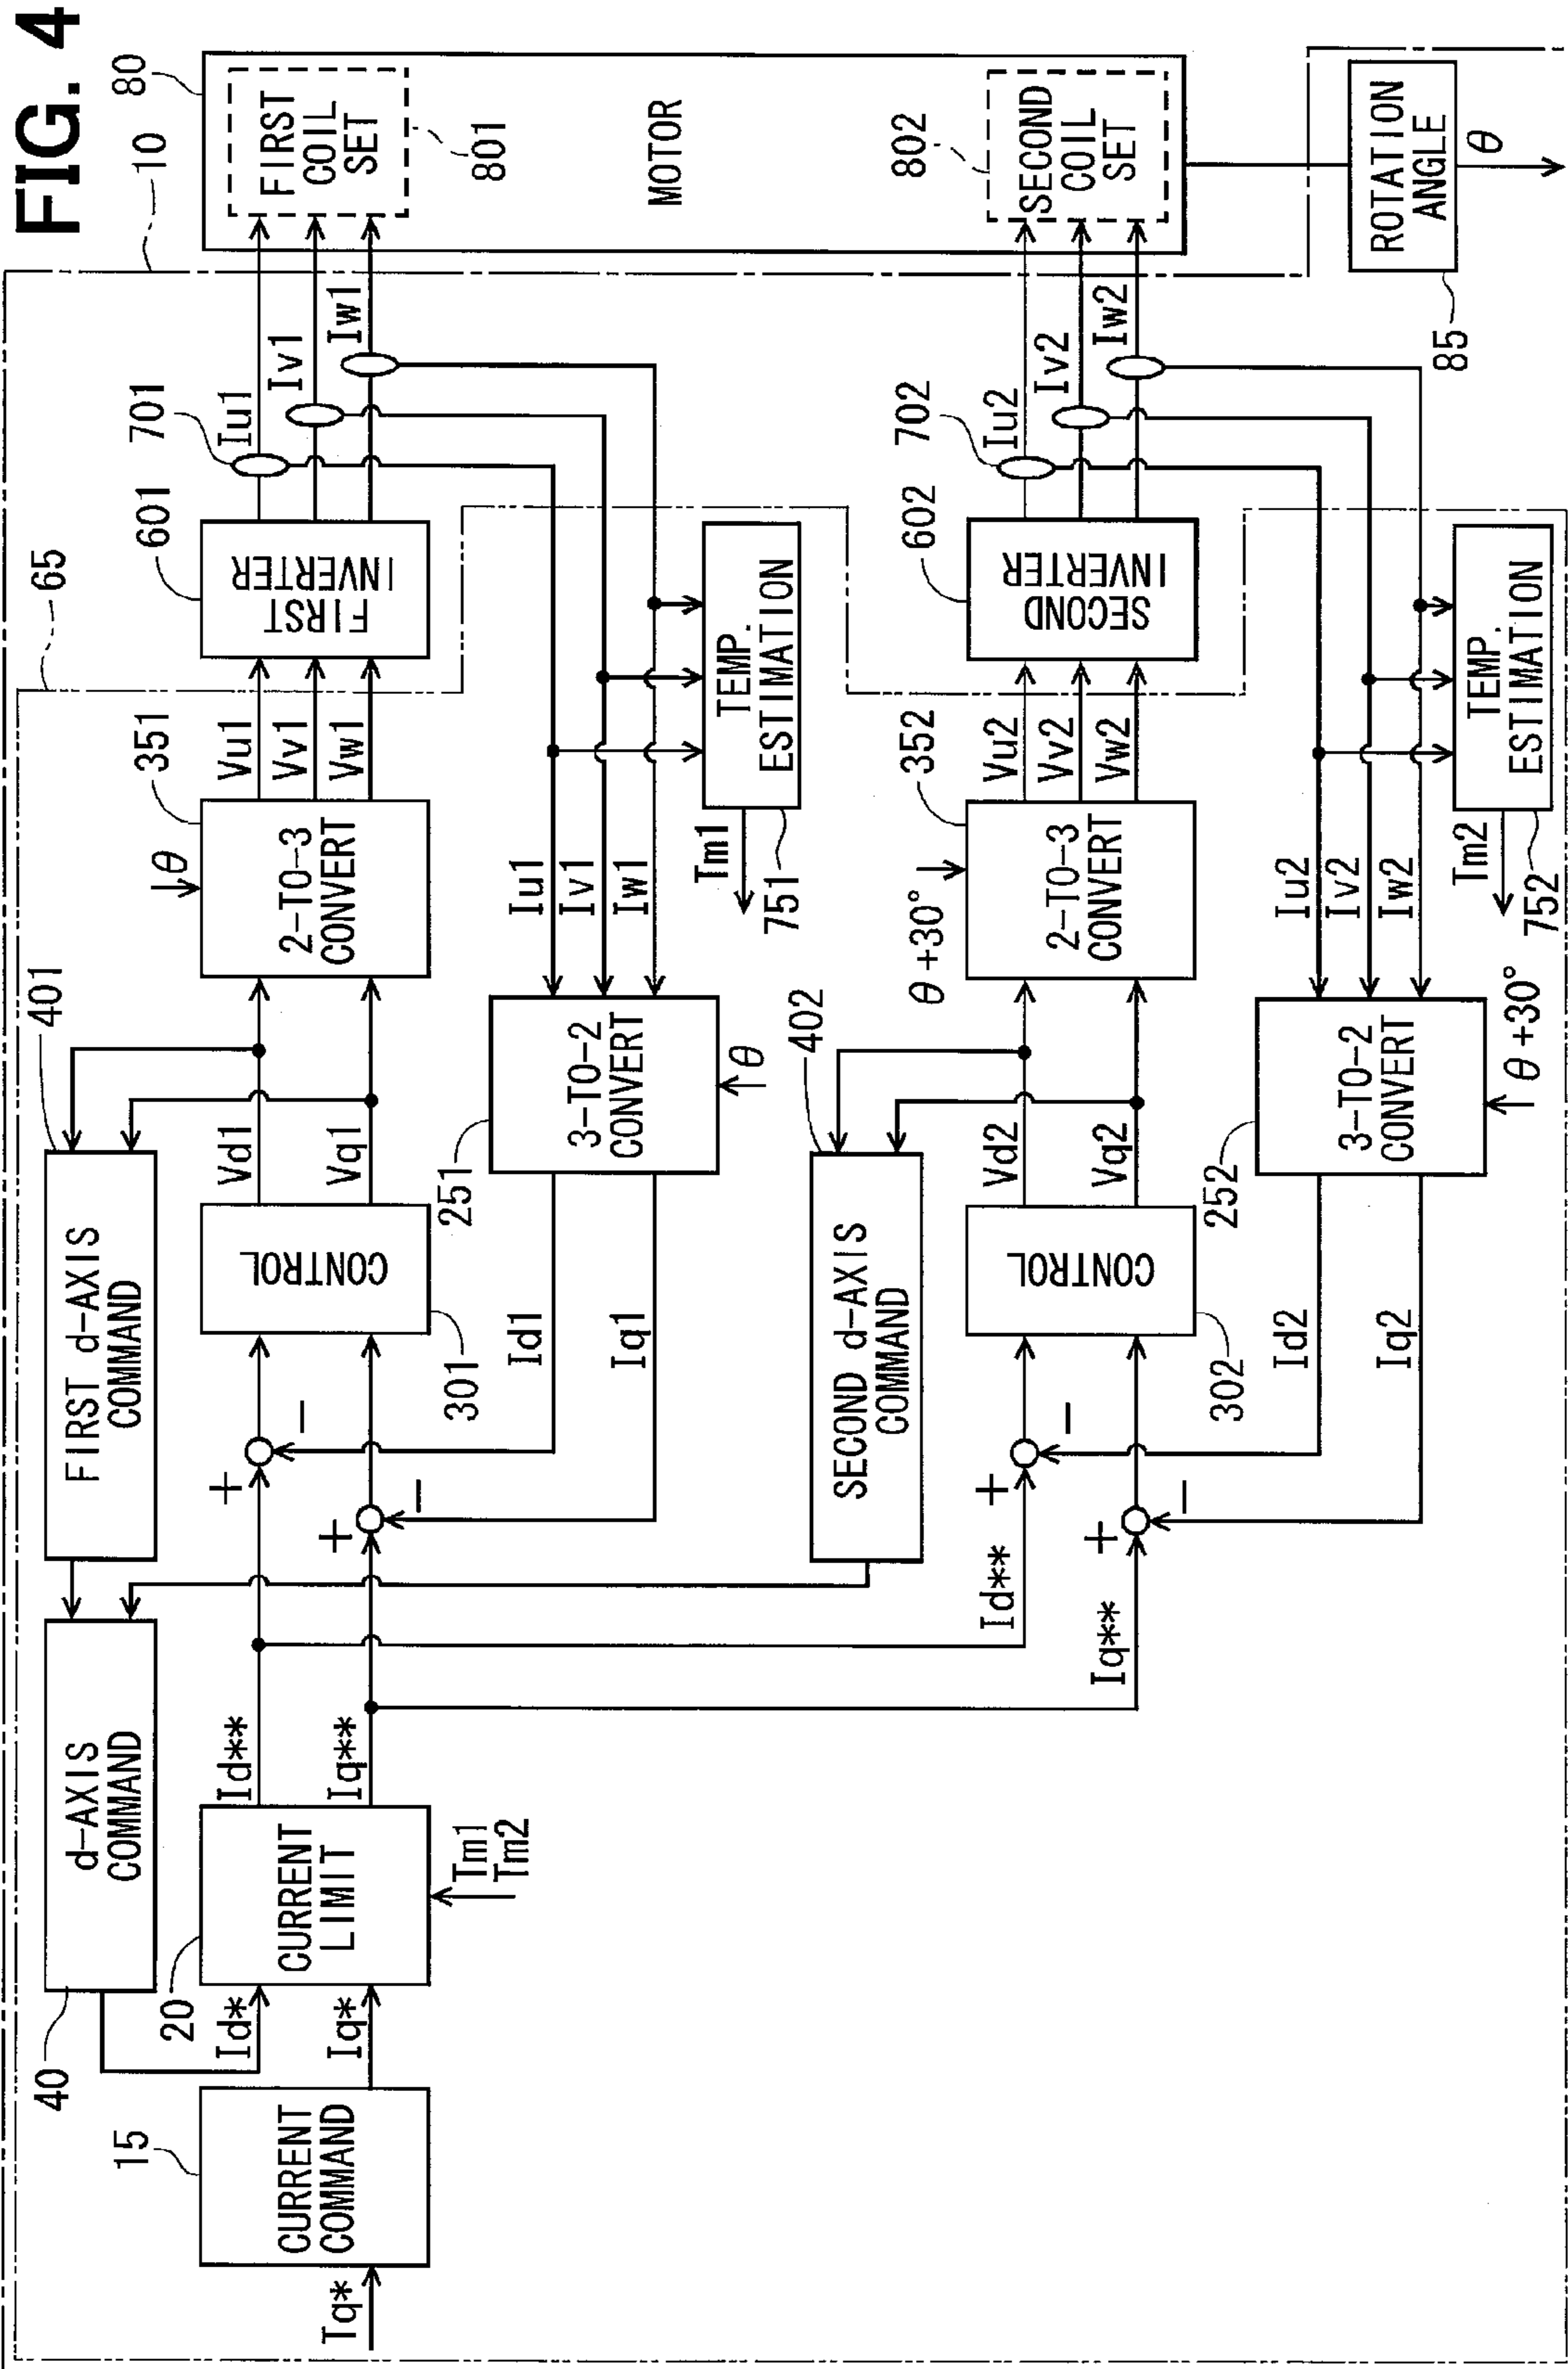 FIG. 4
10
80
65
FIRST
COIL
SET
801
MOTOR
802
SECOND
COIL
SET
ROTATION
ANGLE
θ
85
701
Iu1
Iv1
Iw1
601
FIRST
INVERTER
351
Vu1
Vv1
Vw1
θ
2-TO-3
CONVERT
401
FIRST d-AXIS
COMMAND
Vd1
Vq1
CONTROL
301
+
−
+
−
Id1
Iq1
251
3-TO-2
CONVERT
θ
Iu1
Iv1
Iw1
TEMP.
ESTIMATION
Tm1
751
d-AXIS
COMMAND
40
20
CURRENT
LIMIT
Id*
Iq*
Id**
Iq**
Tm1
Tm2
15
CURRENT
COMMAND
Tq*
702
Iu2
Iv2
Iw2
602
SECOND
INVERTER
352
Vu2
Vv2
Vw2
θ+30°
2-TO-3
CONVERT
402
SECOND d-AXIS
COMMAND
Vd2
Vq2
CONTROL
302
Id**
Iq**
+
−
+
−
Id2
Iq2
252
3-TO-2
CONVERT
θ+30°
Iu2
Iv2
Iw2
TEMP.
ESTIMATION
Tm2
752